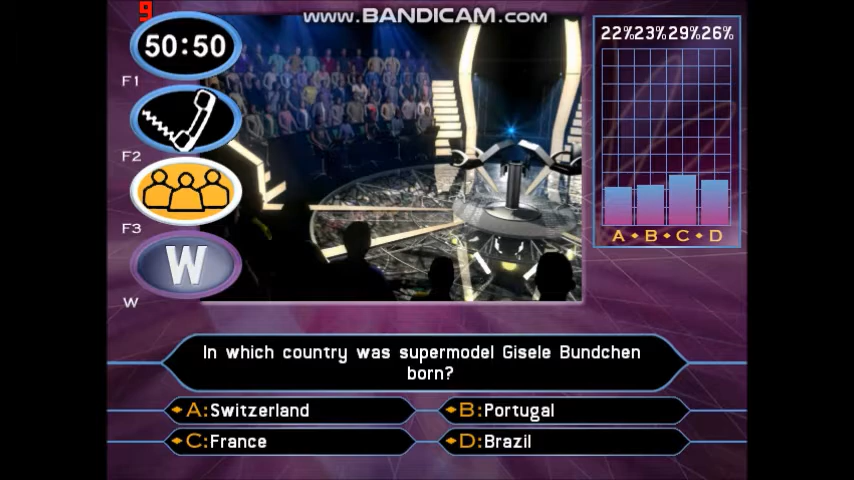 9
www.BANDICAM.com
50:50
F1
F2
F3
W
W
22%23%29%26%
A B C D
In which country was supermodel Gisele Bundchen
born?
A:Switzerland
B:Portugal
C:France
D:Brazil